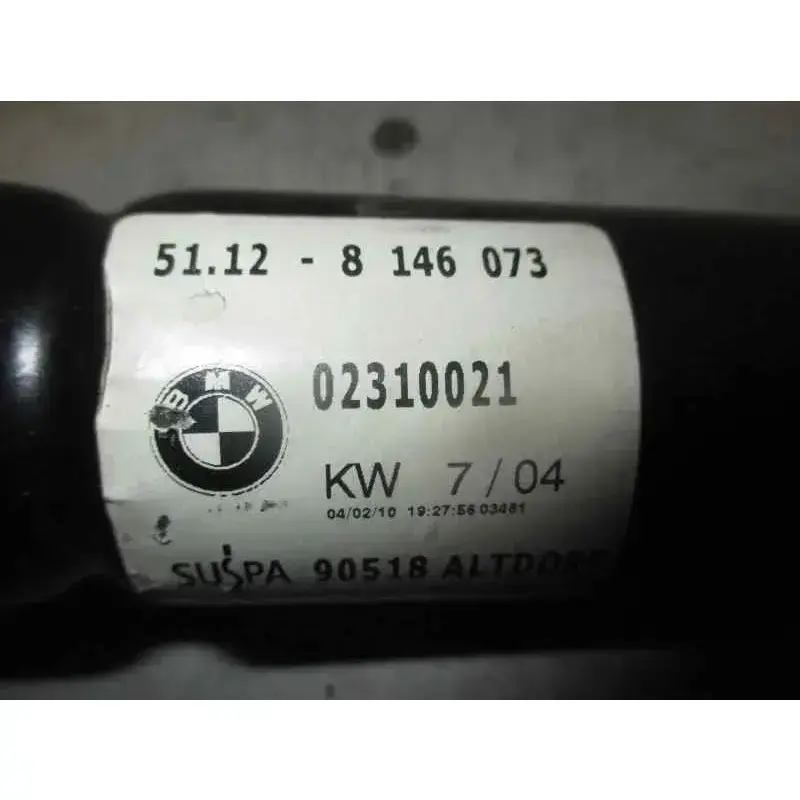 51.12 - 8 146 073
02310021
BMW
KW 7/04
04/02/10 19:27:56 03481
SUSPA 90518 ALTDORF